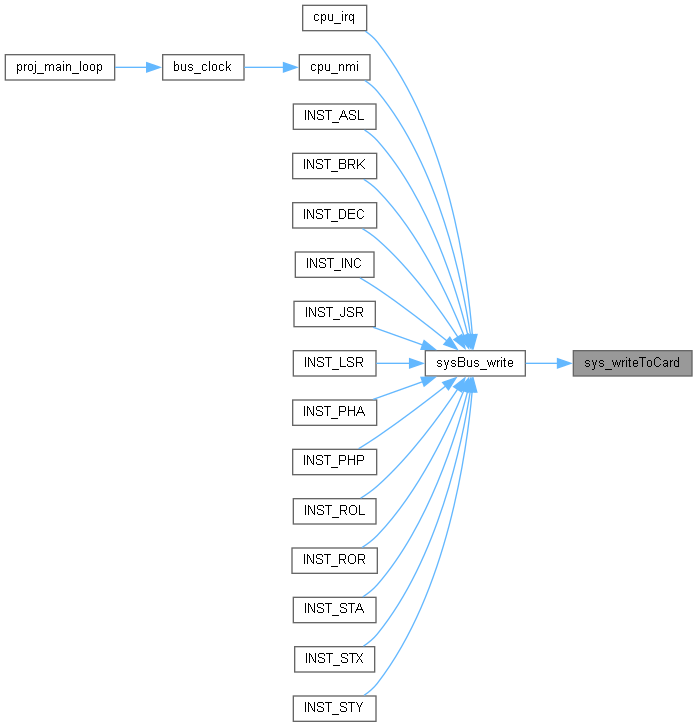 cpu_irq
proj_main_loop
bus_clock
cpu_nmi
INST_ASL
INST_BRK
INST_DEC
INST_INC
INST_JSR
INST_LSR
sysBus_write
sys_writeToCard
INST_PHA
INST_PHP
INST_ROL
INST_ROR
INST_STA
INST_STX
INST_STY